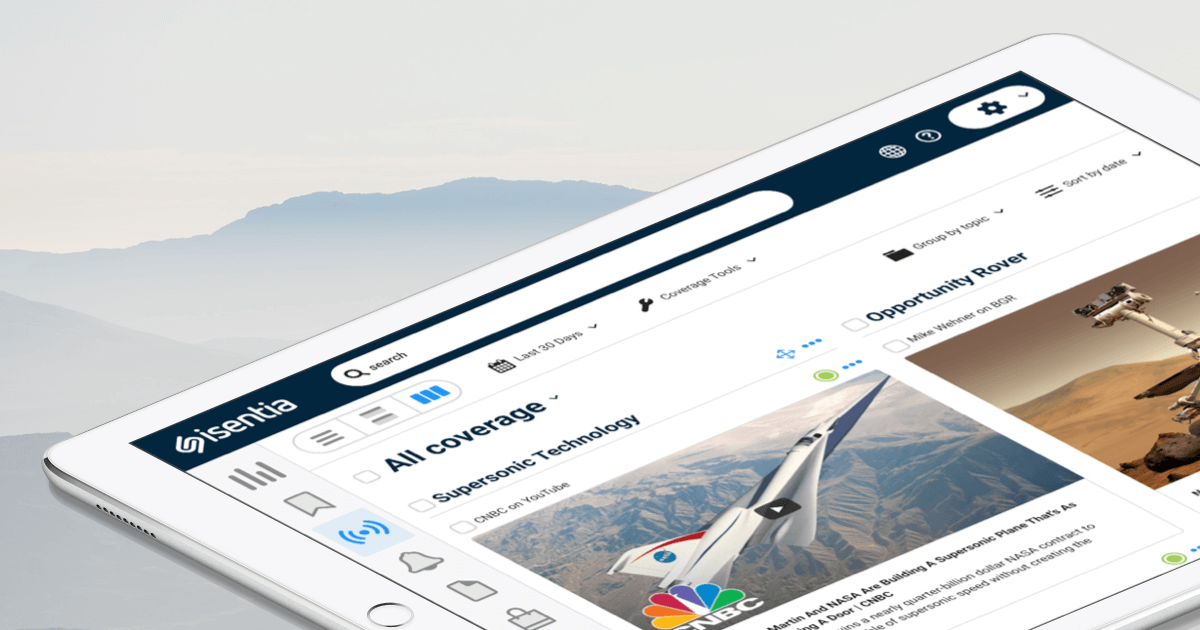 isentia
search
Last 30 Days
Coverage Tools
Group by topic
Sort by date
All coverage
Supersonic Technology
CNBC on YouTube
NASA
CNBC
Martin And NASA Are Building A Supersonic Plane That's As
A Door | CNBC
a nearly quarter-billion dollar NASA contract to
of supersonic speed without creating the
Opportunity Rover
Mike Wehner on BGR